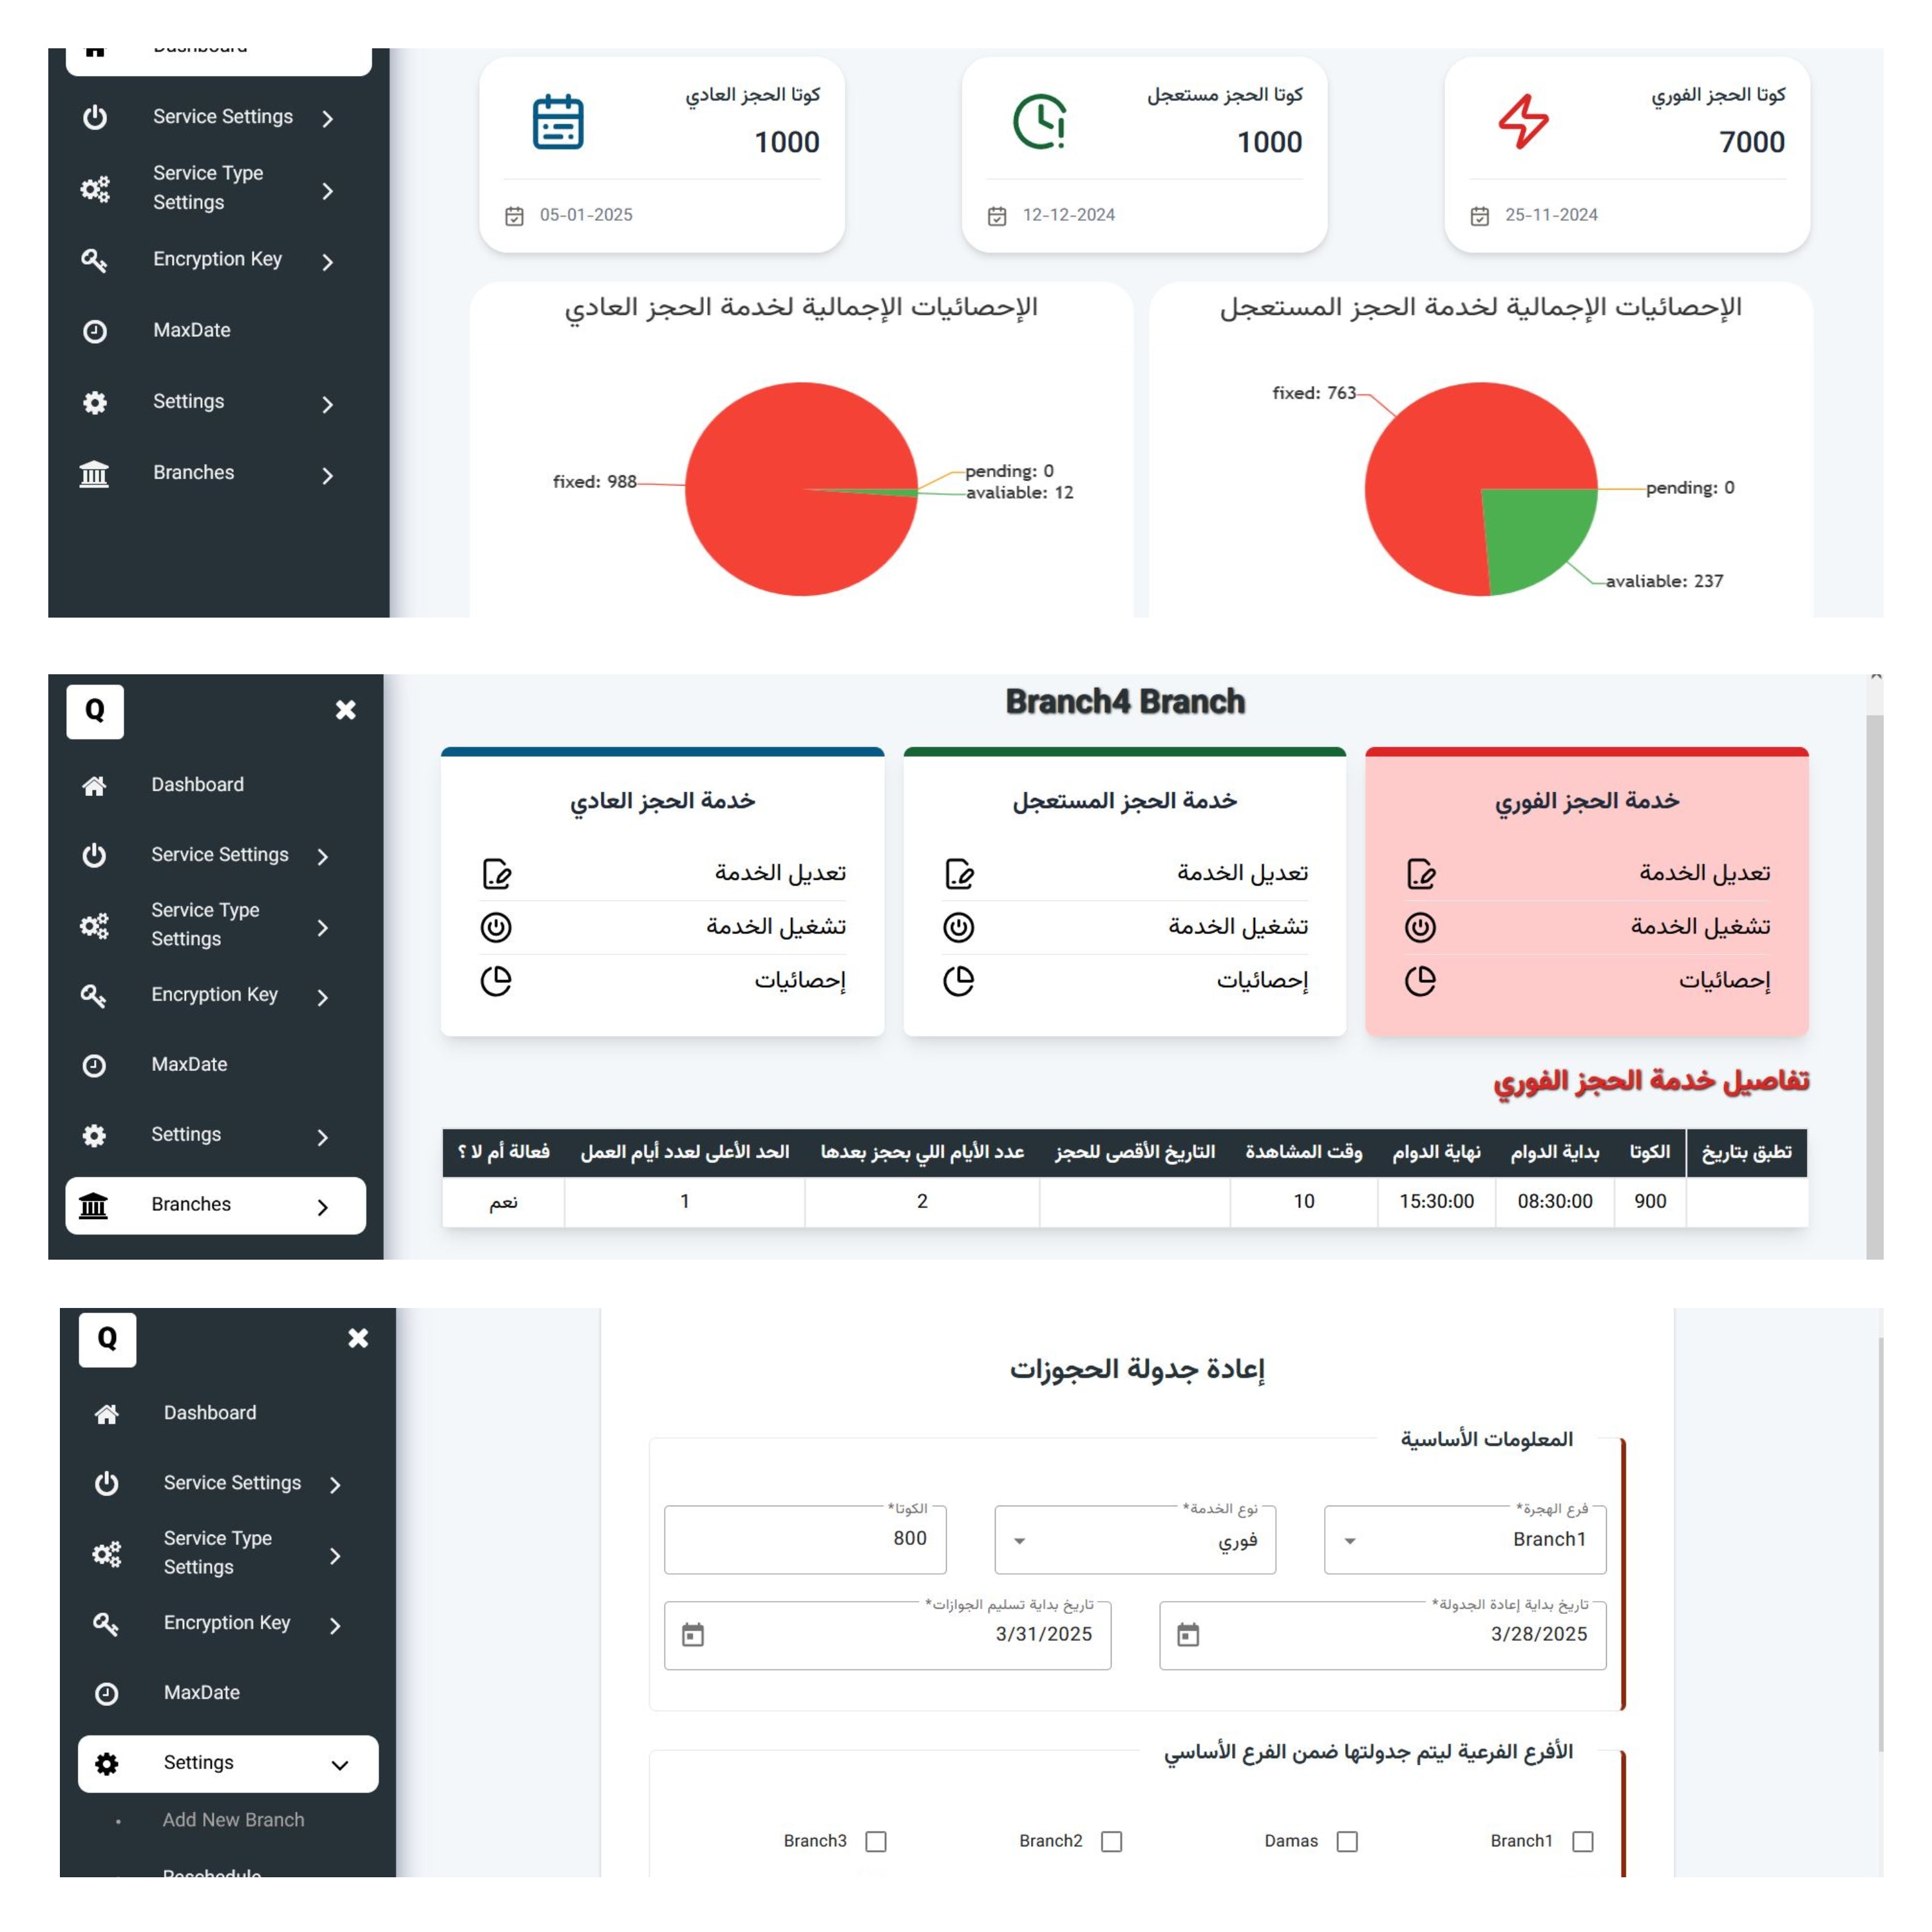 Dashboard
Service Settings
Service Type
Settings
Encryption Key
MaxDate
Settings
Branches
كوتا الحجز الفوري
7000
25-11-2024
كوتا الحجز مستعجل
1000
12-12-2024
كوتا الحجز العادي
1000
05-01-2025
الإحصائيات الإجمالية لخدمة الحجز المستعجل
fixed: 763
pending: 0
avaliable: 237
الإحصائيات الإجمالية لخدمة الحجز العادي
fixed: 988
pending: 0
avaliable: 12
Q
Dashboard
Service Settings
Service Type
Settings
Encryption Key
MaxDate
Settings
Branches
Branch4 Branch
خدمة الحجز الفوري
تعديل الخدمة
تشغيل الخدمة
إحصائيات
خدمة الحجز المستعجل
تعديل الخدمة
تشغيل الخدمة
إحصائيات
خدمة الحجز العادي
تعديل الخدمة
تشغيل الخدمة
إحصائيات
تفاصيل خدمة الحجز الفوري
تطبق بتاريخ الكوتا بداية الدوام نهاية الدوام وقت المشاهدة التاريخ الأقصى للحجز عدد الأيام اللي بحجز بعدها الحد الأعلى لعدد أيام العمل فعالة أم لا ؟
900 08:30:00 15:30:00 10 2 1 نعم
Q
Dashboard
Service Settings
Service Type
Settings
Encryption Key
MaxDate
Settings
Add New Branch
Reschedule
إعادة جدولة الحجوزات
المعلومات الأساسية
فرع الهجرة*
Branch1
نوع الخدمة*
فوري
الكوتا*
800
تاريخ بداية إعادة الجدولة*
3/28/2025
تاريخ بداية تسليم الجوازات*
3/31/2025
الأفرع الفرعية ليتم جدولتها ضمن الفرع الأساسي
Branch1
Damas
Branch2
Branch3